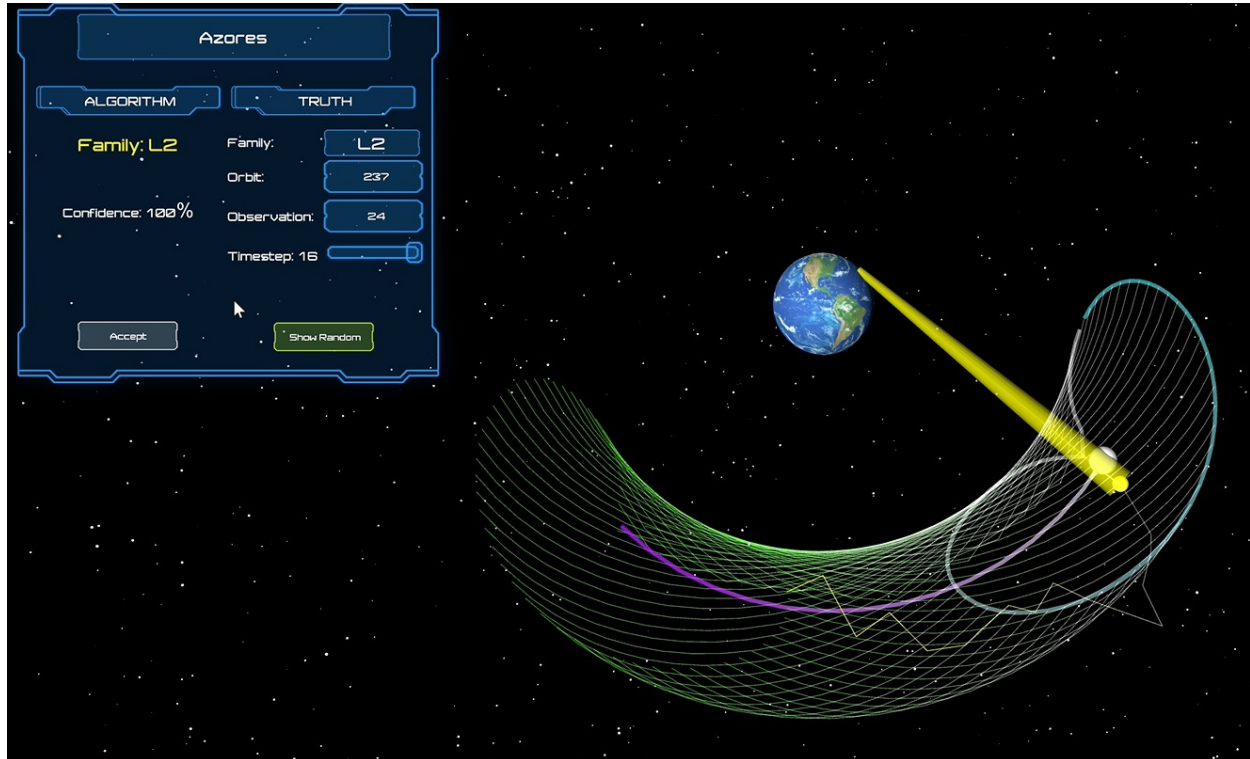 Azores
ALGORITHM
TRUTH
Family: L2
Family:
L2
Orbit:
237
Confidence: 100%
Observation:
24
Timestep: 16
Accept
Show Random